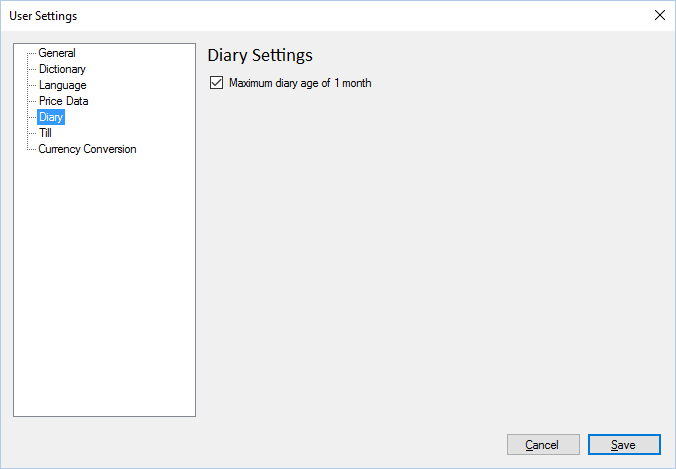 User Settings
General
Dictionary
Language
Price Data
Diary
Till
Currency Conversion
Diary Settings
Maximum diary age of 1 month
Cancel
Save